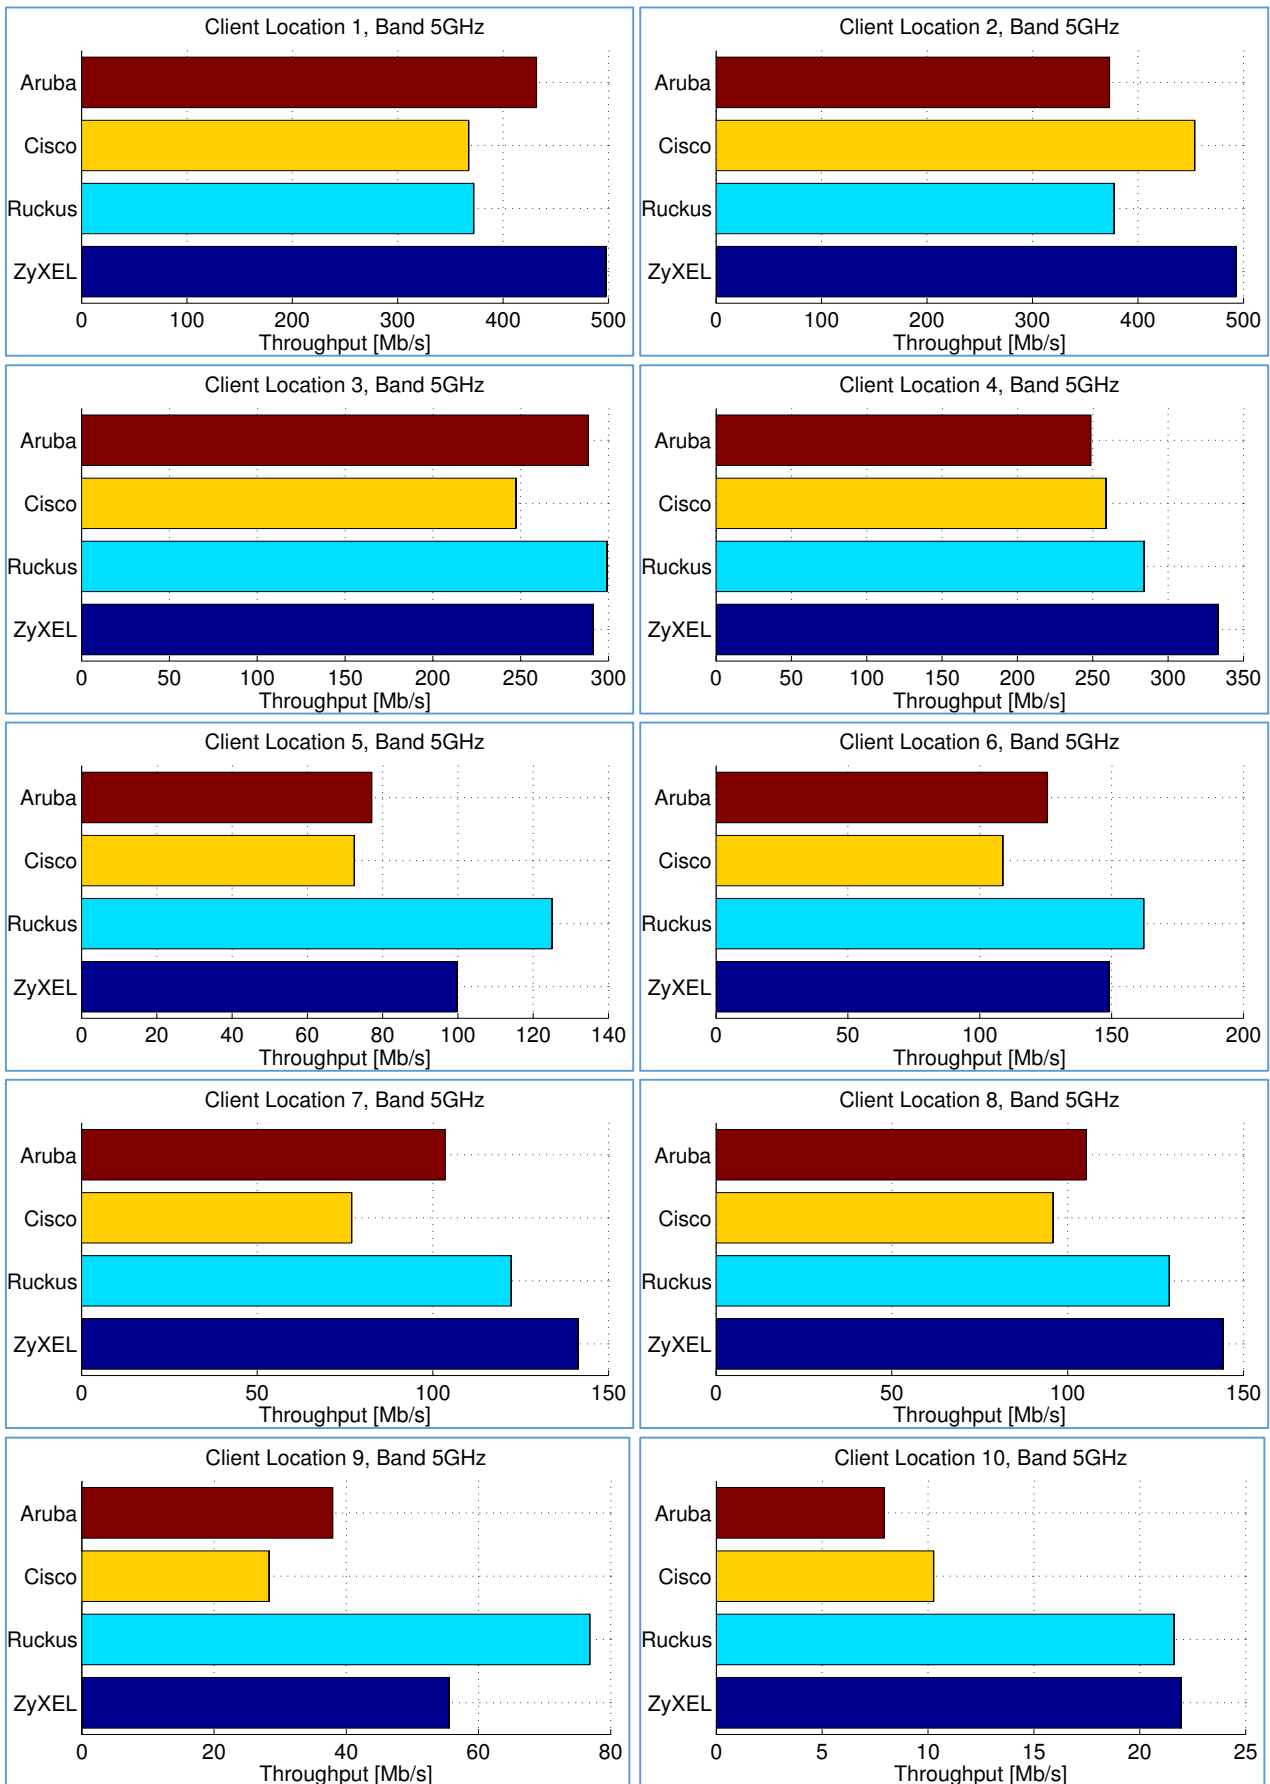 Client Location 1, Band 5GHz
Aruba
Cisco
Ruckus
ZyXEL
0 100 200 300 400 500
Throughput [Mb/s]
Client Location 2, Band 5GHz
Aruba
Cisco
Ruckus
ZyXEL
0 100 200 300 400 500
Throughput [Mb/s]
Client Location 3, Band 5GHz
Aruba
Cisco
Ruckus
ZyXEL
0 50 100 150 200 250 300
Throughput [Mb/s]
Client Location 4, Band 5GHz
Aruba
Cisco
Ruckus
ZyXEL
0 50 100 150 200 250 300 350
Throughput [Mb/s]
Client Location 5, Band 5GHz
Aruba
Cisco
Ruckus
ZyXEL
0 20 40 60 80 100 120 140
Throughput [Mb/s]
Client Location 6, Band 5GHz
Aruba
Cisco
Ruckus
ZyXEL
0 50 100 150 200
Throughput [Mb/s]
Client Location 7, Band 5GHz
Aruba
Cisco
Ruckus
ZyXEL
0 50 100 150
Throughput [Mb/s]
Client Location 8, Band 5GHz
Aruba
Cisco
Ruckus
ZyXEL
0 50 100 150
Throughput [Mb/s]
Client Location 9, Band 5GHz
Aruba
Cisco
Ruckus
ZyXEL
0 20 40 60 80
Throughput [Mb/s]
Client Location 10, Band 5GHz
Aruba
Cisco
Ruckus
ZyXEL
0 5 10 15 20 25
Throughput [Mb/s]